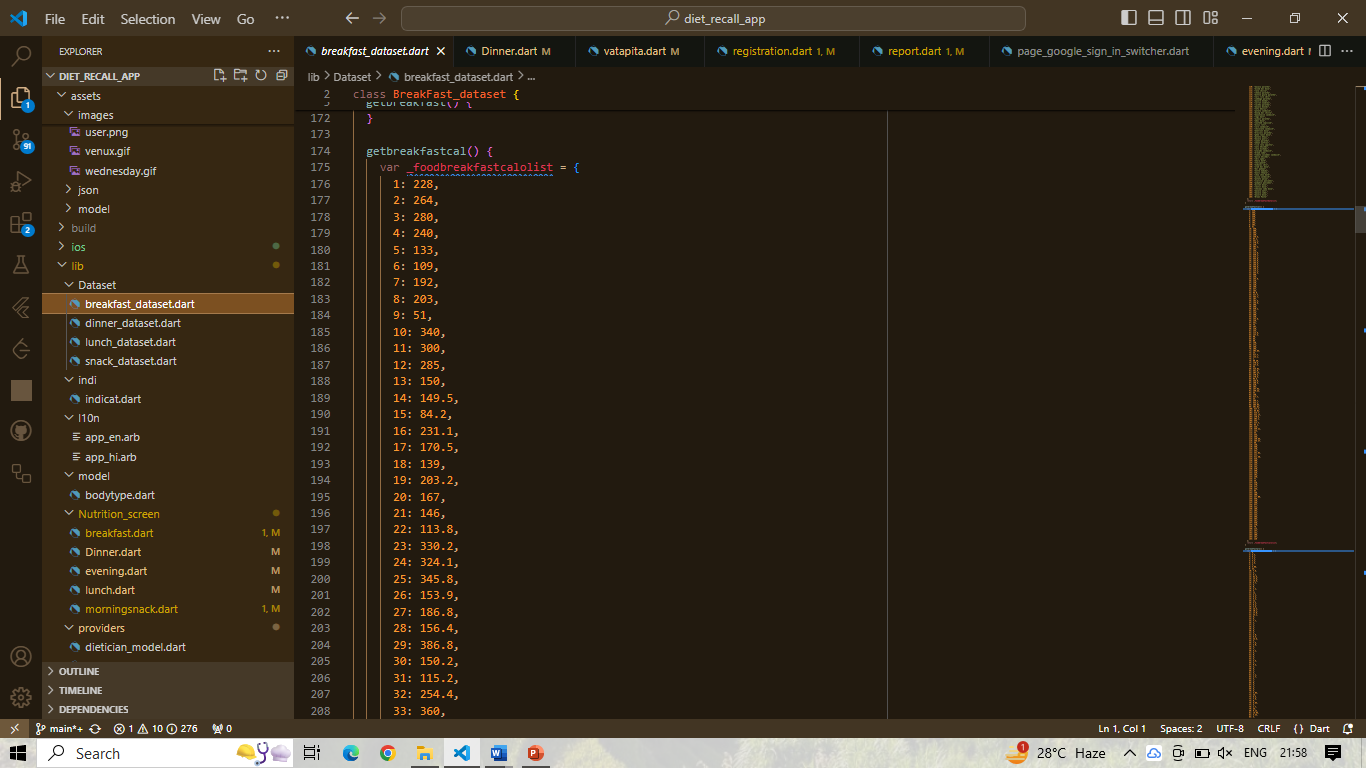 File Edit Selection View Go ··· diet_recall_app
EXPLORER ···
DIET_RECALL_APP
assets
images
user.png
venux.gif
wednesday.gif
json
model
build
ios
lib
Dataset
breakfast_dataset.dart
dinner_dataset.dart
lunch_dataset.dart
snack_dataset.dart
indi
indicat.dart
l10n
app_en.arb
app_hi.arb
model
bodytype.dart
Nutrition_screen
breakfast.dart 1, M
Dinner.dart M
evening.dart M
lunch.dart M
morningsnack.dart 1, M
providers
dietician_model.dart
OUTLINE
TIMELINE
DEPENDENCIES
1
91
2
breakfast_dataset.dart Dinner.dart M vatapita.dart M registration.dart 1, M report.dart 1, M page_google_sign_in_switcher.dart evening.dart ···
lib > Dataset > breakfast_dataset.dart > ...
2 class BreakFast_dataset {
3 getbreakfast() {
172 }
173
174 getbreakfastcal() {
175 var _foodbreakfastcalolist = {
176 1: 228,
177 2: 264,
178 3: 280,
179 4: 240,
180 5: 133,
181 6: 109,
182 7: 192,
183 8: 203,
184 9: 51,
185 10: 340,
186 11: 300,
187 12: 285,
188 13: 150,
189 14: 149.5,
190 15: 84.2,
191 16: 231.1,
192 17: 170.5,
193 18: 139,
194 19: 203.2,
195 20: 167,
196 21: 146,
197 22: 113.8,
198 23: 330.2,
199 24: 324.1,
200 25: 345.8,
201 26: 153.9,
202 27: 186.8,
203 28: 156.4,
204 29: 386.8,
205 30: 150.2,
206 31: 115.2,
207 32: 254.4,
208 33: 360,
main*+ 1 10 276 0 Ln 1, Col 1 Spaces: 2 UTF-8 CRLF {} Dart
Search 1 28°C Haze ENG 21:58